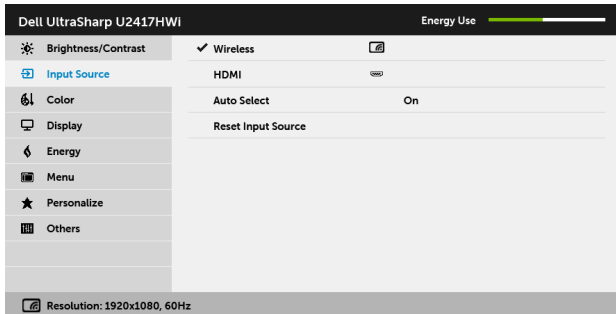 Dell UltraSharp U2417HWi
Energy Use
Brightness/Contrast
Input Source
Color
Display
Energy
Menu
Personalize
Others
Wireless
HDMI
Auto Select On
Reset Input Source
Resolution: 1920x1080, 60Hz